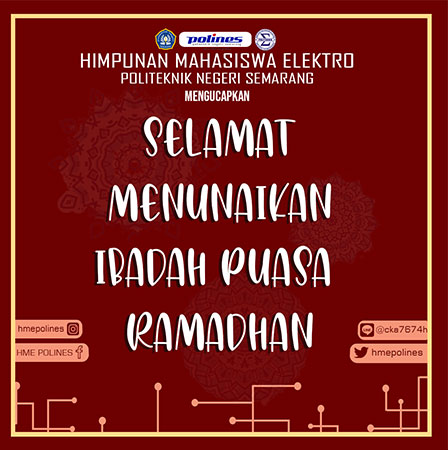 polines
HIMPUNAN MAHASISWA ELEKTRO
POLITEKNIK NEGERI SEMARANG
MENGUCAPKAN
SELAMAT
MENUNAIKAN
IBADAH PUASA
RAMADHAN
hmepolines
@cka7674h
HME POLINES
hmepolines